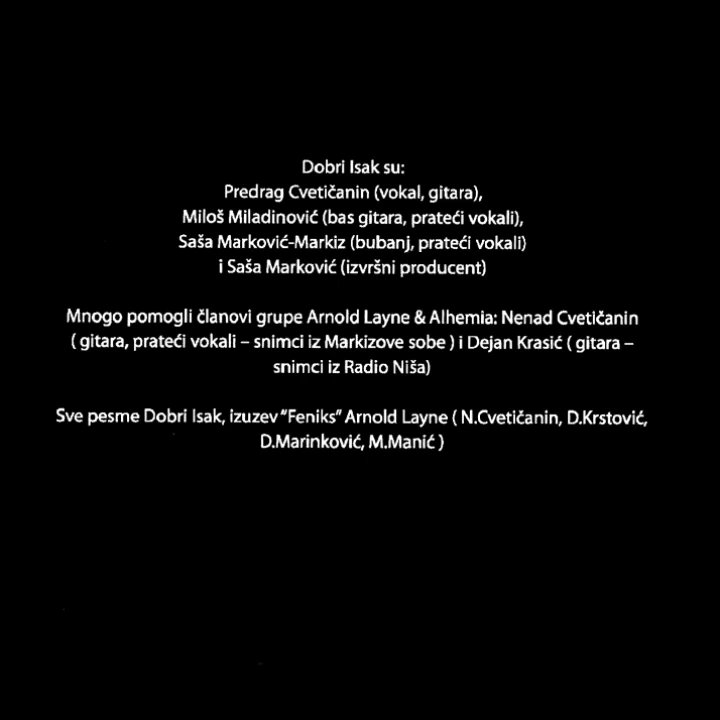 Dobri Isak su:
Predrag Cvetičanin (vokal, gitara),
Miloš Miladinović (bas gitara, prateći vokali),
Saša Marković-Markiz (bubanj, prateći vokali)
i Saša Marković (izvršni producent)
Mnogo pomogli članovi grupe Arnold Layne & Alhemia: Nenad Cvetičanin
( gitara, prateći vokali – snimci iz Markizove sobe ) i Dejan Krasić ( gitara –
snimci iz Radio Niša)
Sve pesme Dobri Isak, izuzev "Feniks" Arnold Layne ( N.Cvetičanin, D.Krstović,
D.Marinković, M.Manić )